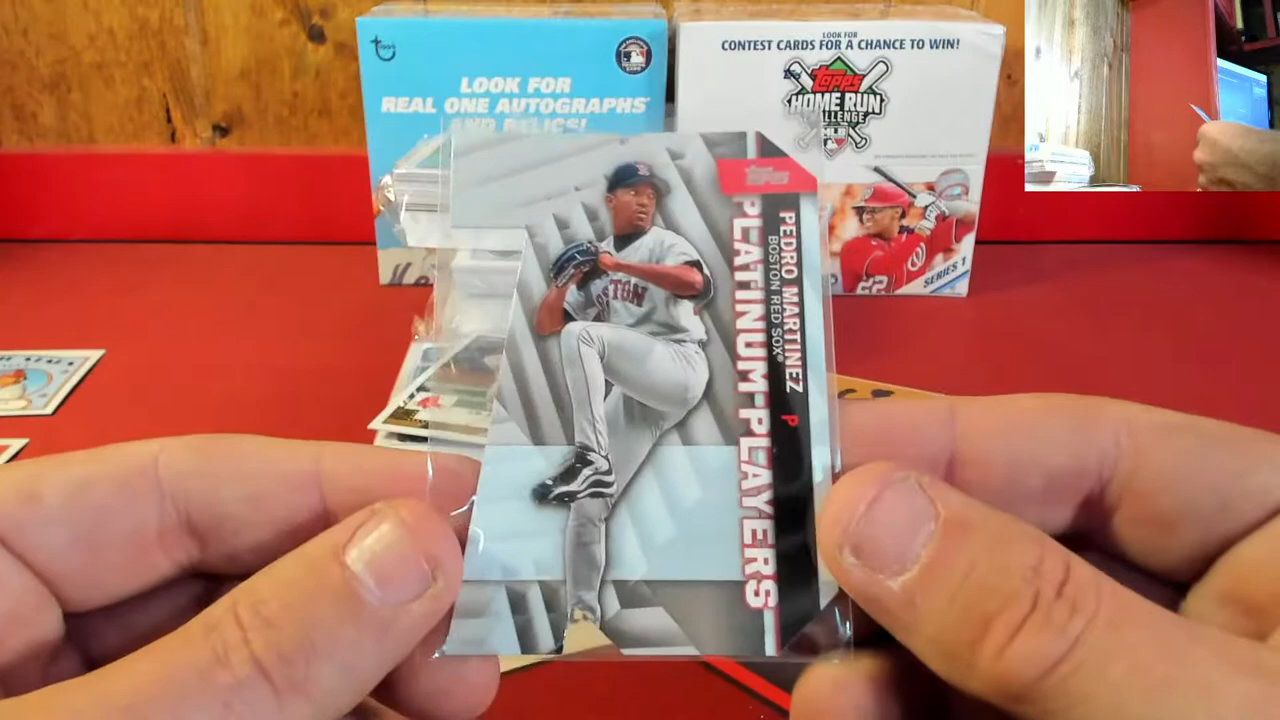 LOOK FOR
REAL ONE AUTOGRAPHS
AND RELICS!
LOOK FOR
CONTEST CARDS FOR A CHANCE TO WIN!
Topps
HOME RUN
CHALLENGE
MLB
22
SERIES 1
topps
PEDRO MARTINEZ P
BOSTON RED SOX®
PLATINUM PLAYERS
B
BOSTON
W